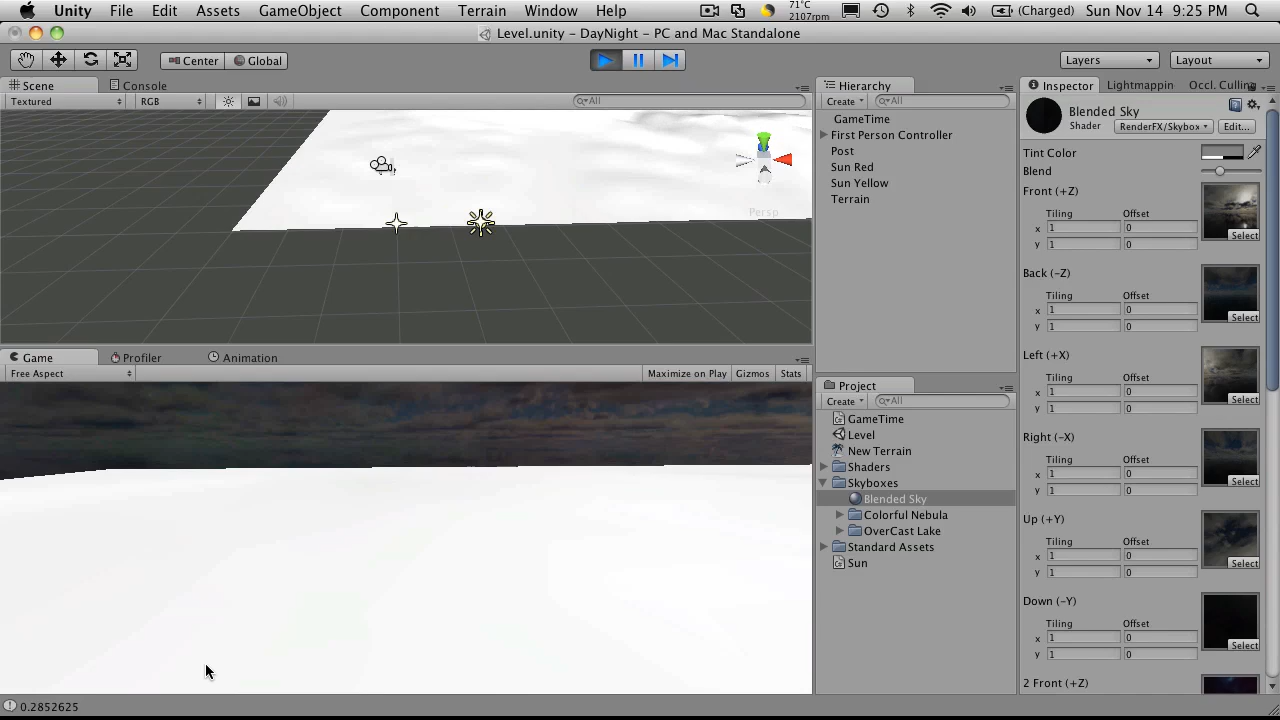 Unity File Edit Assets GameObject Component Terrain Window Help 71°C 2107rpm (Charged) Sun Nov 14 9:25 PM
Level.unity - DayNight - PC and Mac Standalone
Center Global Layers Layout
Scene Console
Textured RGB All
Persp
Game Profiler Animation
Free Aspect Maximize on Play Gizmos Stats
Hierarchy
Create All
GameTime
First Person Controller
Post
Sun Red
Sun Yellow
Terrain
Project
Create All
GameTime
Level
New Terrain
Shaders
Skyboxes
Blended Sky
Colorful Nebula
OverCast Lake
Standard Assets
Sun
Inspector Lightmappin Occl. Culling
Blended Sky
Shader RenderFX/Skybox Edit...
Tint Color
Blend
Front (+Z)
Tiling Offset
x 1 0
y 1 0
Select
Back (-Z)
Tiling Offset
x 1 0
y 1 0
Select
Left (+X)
Tiling Offset
x 1 0
y 1 0
Select
Right (-X)
Tiling Offset
x 1 0
y 1 0
Select
Up (+Y)
Tiling Offset
x 1 0
y 1 0
Select
Down (-Y)
Tiling Offset
x 1 0
y 1 0
Select
2 Front (+Z)
0.2852625